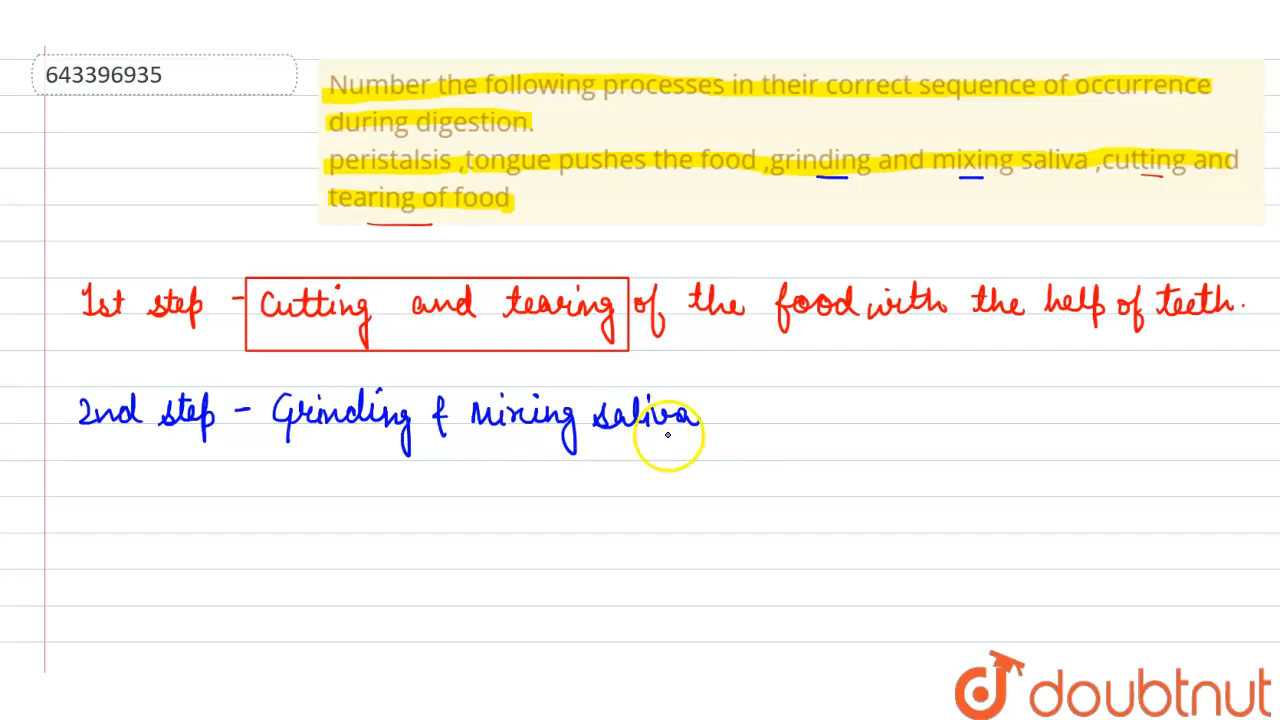 643396935
Number the following processes in their correct sequence of occurrence
during digestion.
peristalsis ,tongue pushes the food ,grinding and mixing saliva ,cutting and
tearing of food
1st step - Cutting and tearing of the food with the help of teeth.
2nd step - Grinding & Mixing saliva
doubtnut